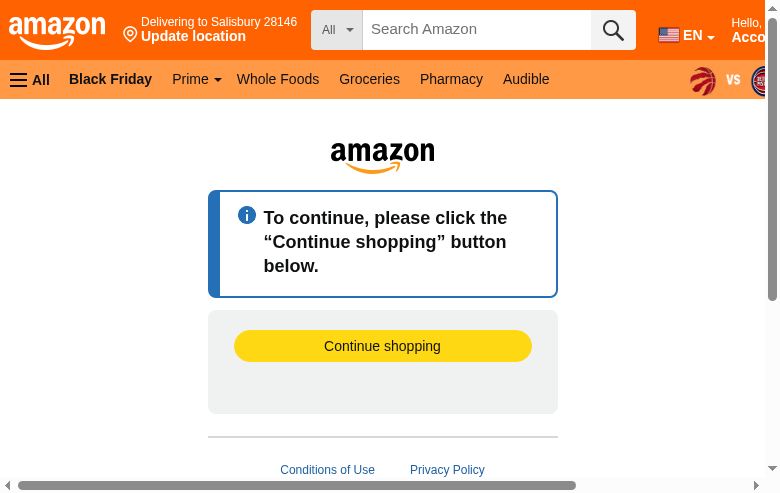 amazon
Delivering to Salisbury 28146
Update location
All
Search Amazon
EN
Hello,
Acco
All
Black Friday
Prime
Whole Foods
Groceries
Pharmacy
Audible
VS
amazon
To continue, please click the
“Continue shopping” button
below.
Continue shopping
Conditions of Use
Privacy Policy